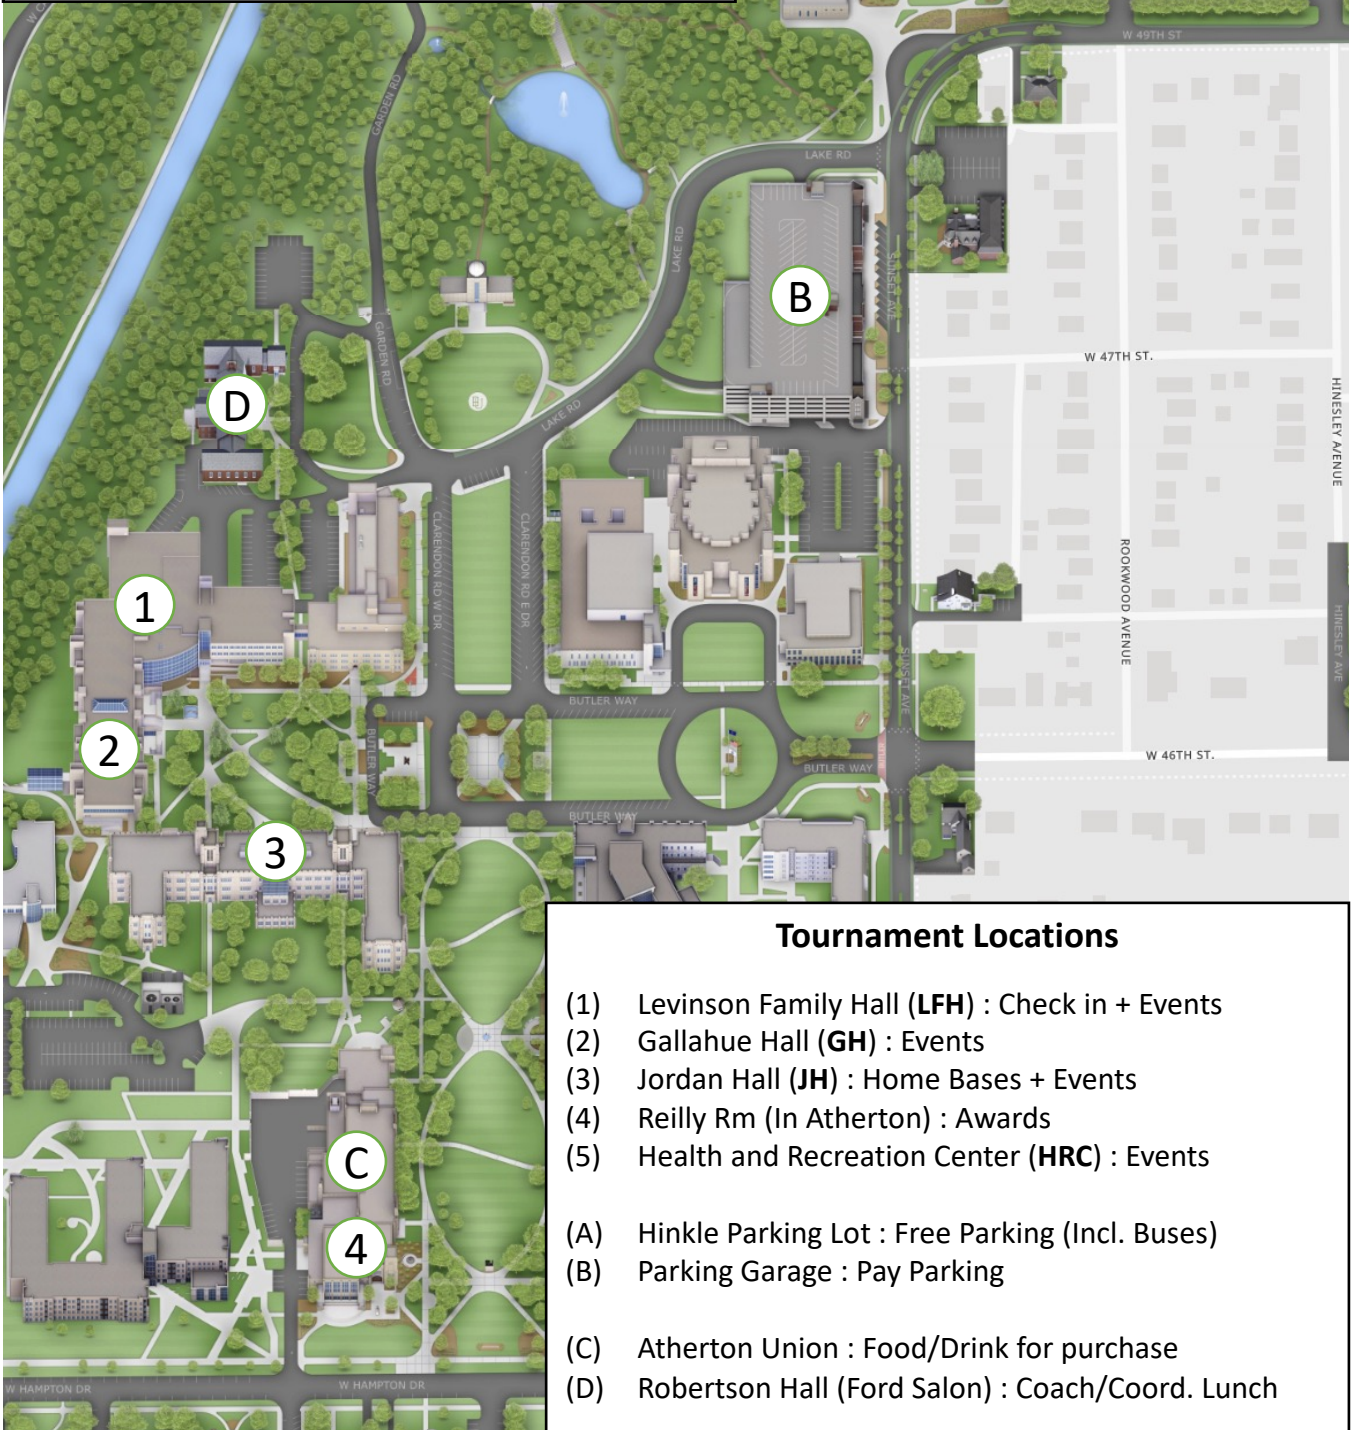 W 49TH ST
GARDEN RD
LAKE RD
LAKE RD
SUNSET AVE
B
W 47TH ST.
GARDEN RD
HINESLEY AVENUE
D
LAKE RD
CLARENDON RD W DR
CLARENDON RD E DR
ROOKWOOD AVENUE
1
HINESLEY AVE
SUNSET AVE
BUTLER WAY
2
BUTLER WAY
BUTLER WAY
W 46TH ST.
BUTLER WAY
3
Tournament Locations
(1) Levinson Family Hall (LFH) : Check in + Events
(2) Gallahue Hall (GH) : Events
(3) Jordan Hall (JH) : Home Bases + Events
(4) Reilly Rm (In Atherton) : Awards
(5) Health and Recreation Center (HRC) : Events
(A) Hinkle Parking Lot : Free Parking (Incl. Buses)
(B) Parking Garage : Pay Parking
(C) Atherton Union : Food/Drink for purchase
(D) Robertson Hall (Ford Salon) : Coach/Coord. Lunch
C
4
W HAMPTON DR
W HAMPTON DR